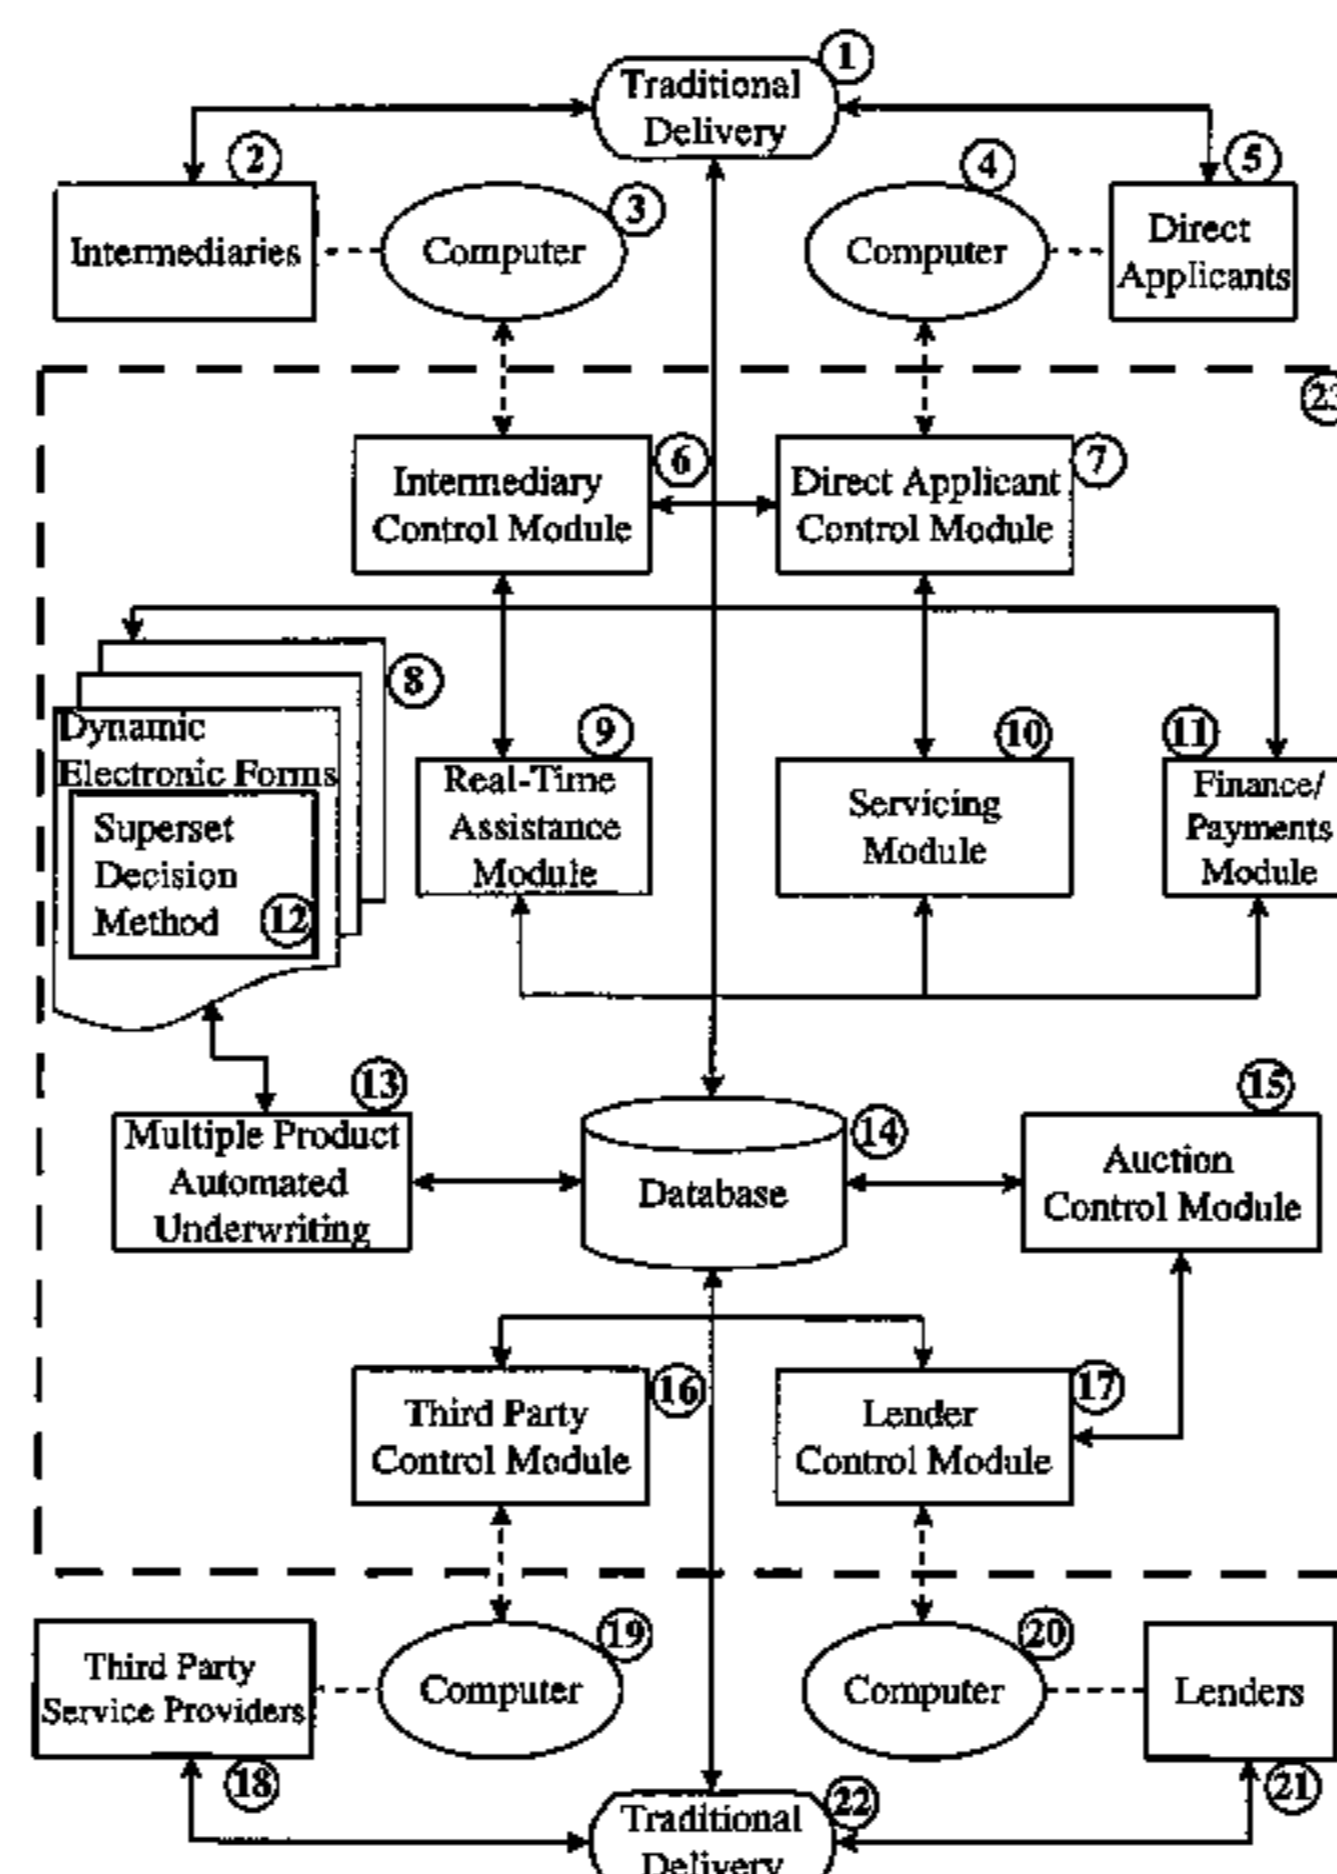 1
Traditional
Delivery
2
Intermediaries
3
Computer
4
Computer
5
Direct
Applicants
23
6
Intermediary
Control Module
7
Direct Applicant
Control Module
8
Dynamic
Electronic Forms
Superset
Decision
Method
12
9
Real-Time
Assistance
Module
10
Servicing
Module
11
Finance/
Payments
Module
13
Multiple Product
Automated
Underwriting
14
Database
15
Auction
Control Module
16
Third Party
Control Module
17
Lender
Control Module
Third Party
Service Providers
18
19
Computer
20
Computer
Lenders
21
22
Traditional
Delivery